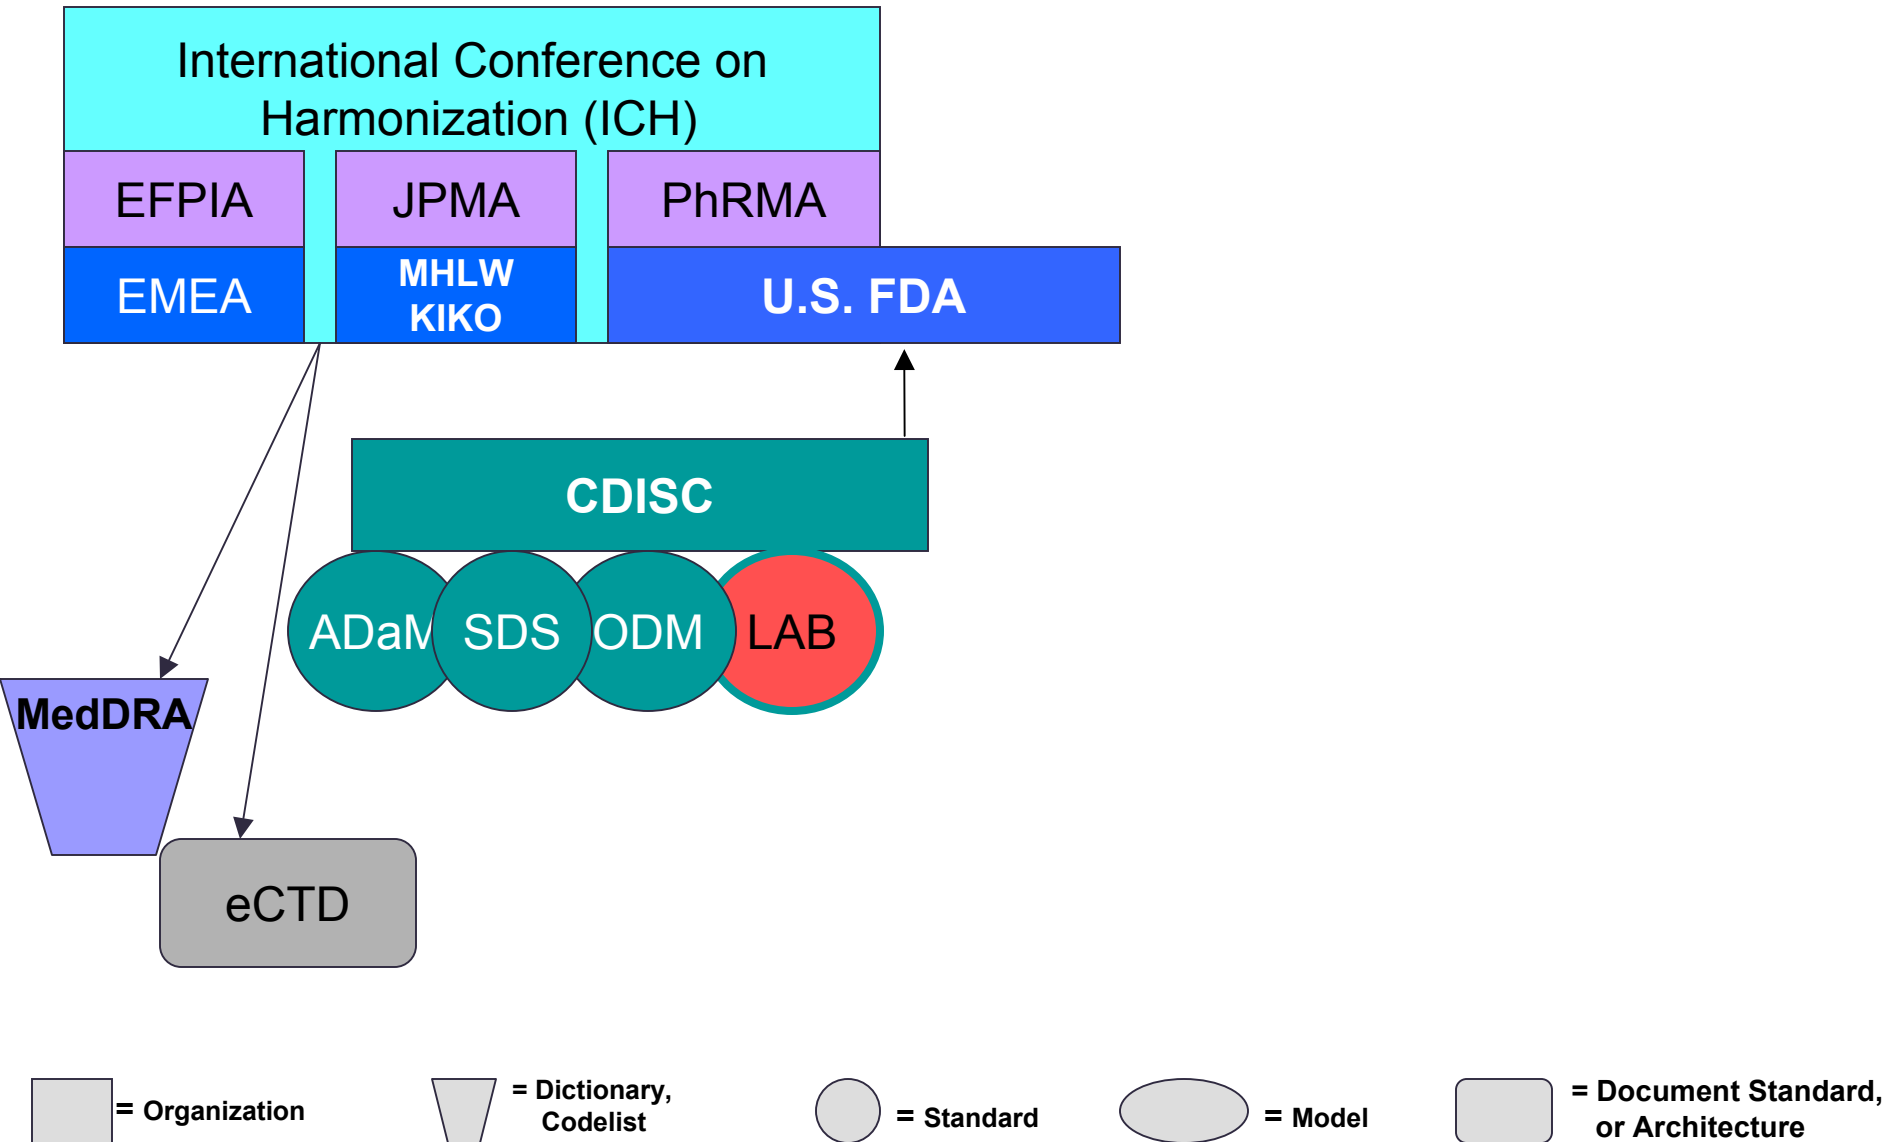 International Conference on
Harmonization (ICH)
EFPIA
JPMA
PhRMA
EMEA
MHLW
KIKO
U.S. FDA
CDISC
ADaM
SDS
ODM
LAB
MedDRA
eCTD
= Organization
= Dictionary,
Codelist
= Standard
= Model
= Document Standard,
or Architecture